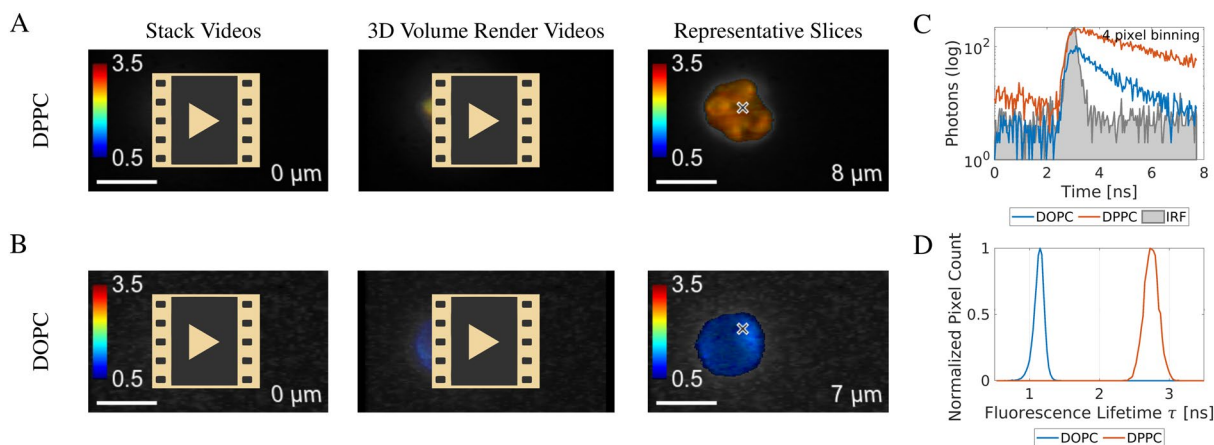 A
Stack Videos
3D Volume Render Videos
Representative Slices
DPPC
3.5
0.5
0 µm
3.5
0.5
8 µm
B
DOPC
3.5
0.5
0 µm
3.5
0.5
7 µm
C
4 pixel binning
Photons (log)
10²
10⁰
0 2 4 6 8
Time [ns]
DOPC DPPC IRF
D
Normalized Pixel Count
1
0.5
0
1 2 3
Fluorescence Lifetime τ [ns]
DOPC DPPC